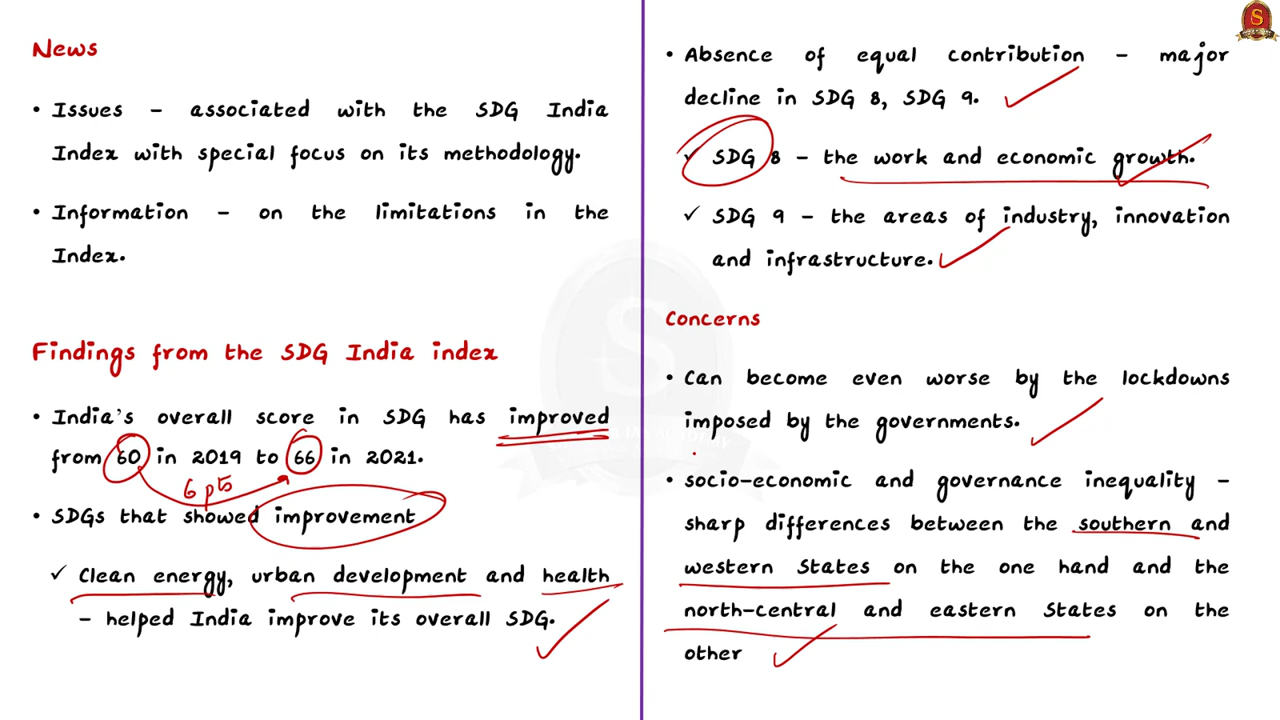 News
• Issues – associated with the SDG India
Index with special focus on its methodology.
• Information – on the limitations in the
Index.
Findings from the SDG India index
• India's overall score in SDG has improved
from 60 in 2019 to 66 in 2021.
6 pts
• SDGs that showed improvement
✓ Clean energy, urban development and health
– helped India improve its overall SDG.
• Absence of equal contribution – major
decline in SDG 8, SDG 9.
✓ SDG 8 – the work and economic growth.
✓ SDG 9 – the areas of industry, innovation
and infrastructure.
Concerns
• Can become even worse by the lockdowns
imposed by the governments.
• socio-economic and governance inequality –
sharp differences between the southern and
western States on the one hand and the
north-central and eastern States on the
other
S